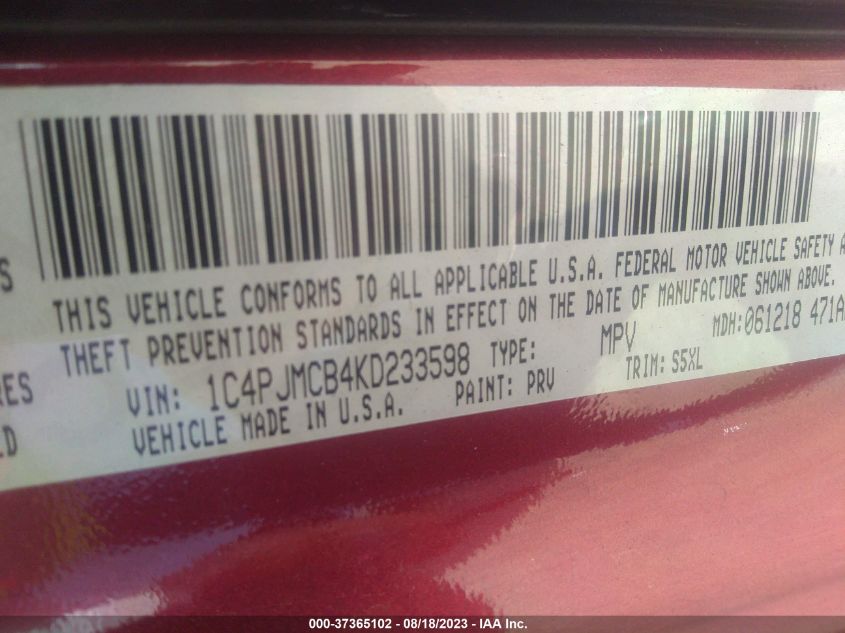 S
THIS VEHICLE CONFORMS TO ALL APPLICABLE U.S.A. FEDERAL MOTOR VEHICLE SAFETY A
THEFT PREVENTION STANDARDS IN EFFECT ON THE DATE OF MANUFACTURE SHOWN ABOVE.
RES
VIN: 1C4PJMCB4KD233598 TYPE: MPV MDH:061218 471A
LD
VEHICLE MADE IN U.S.A. PAINT: PRV TRIM: S5XL
000-37365102 - 08/18/2023 - IAA Inc.